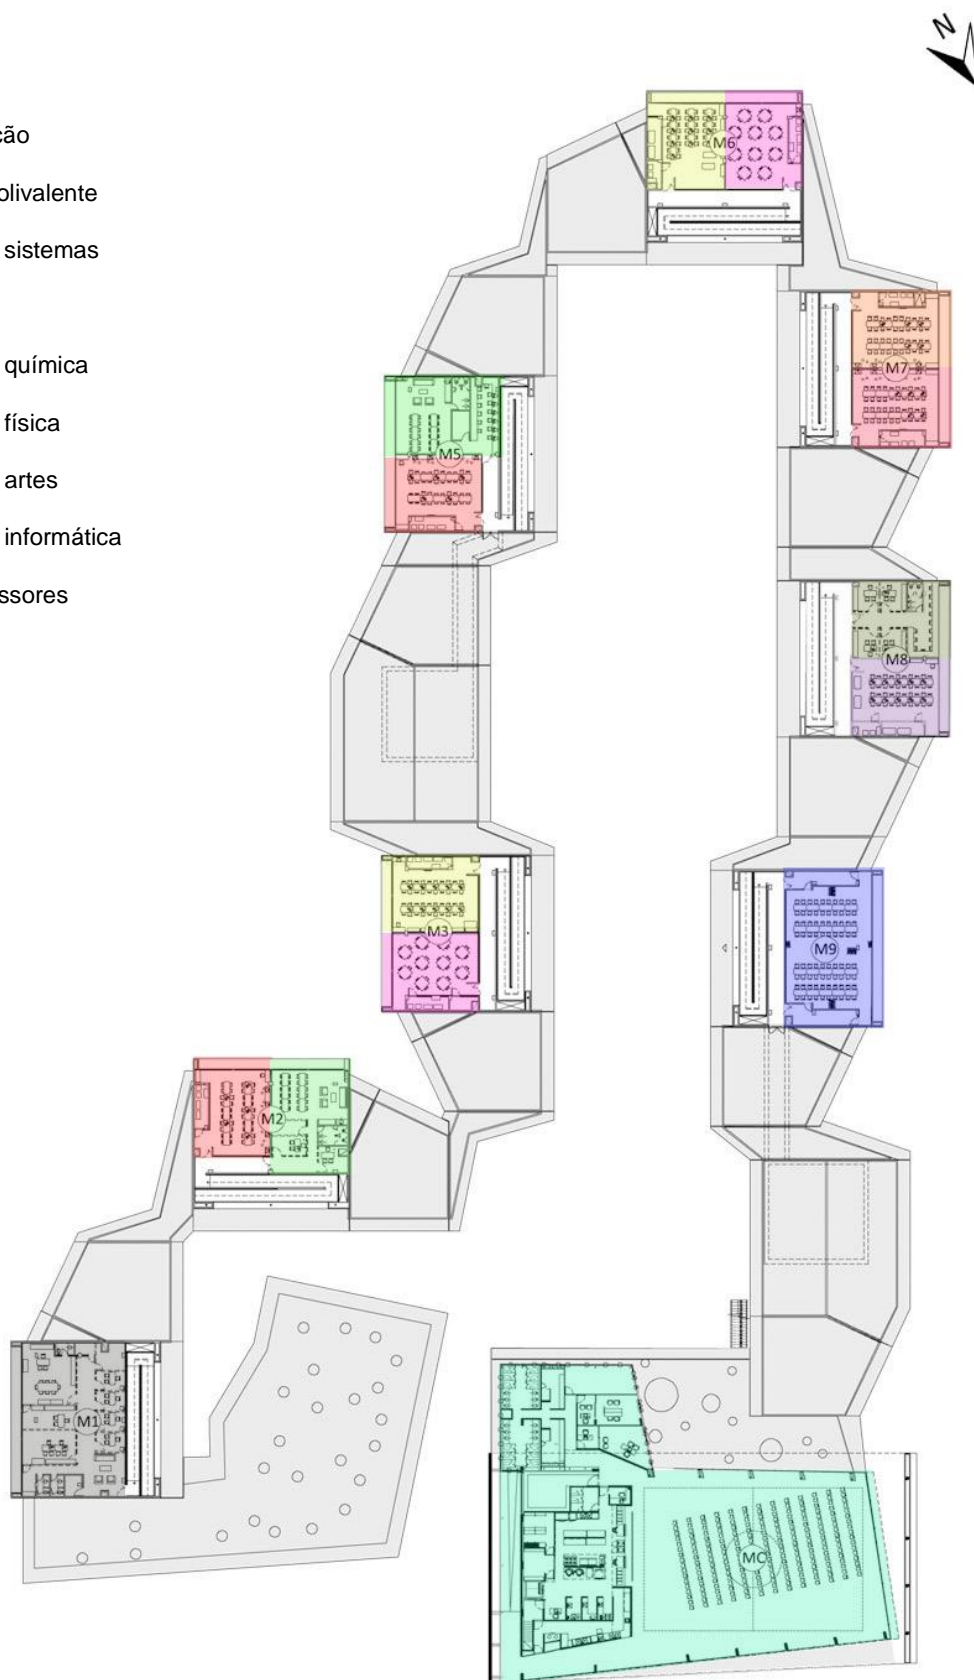 N
ção
olivalente
sistemas
química
física
artes
informática
ssores
M6
M7
M5
M8
M3
M9
M2
M1
MC